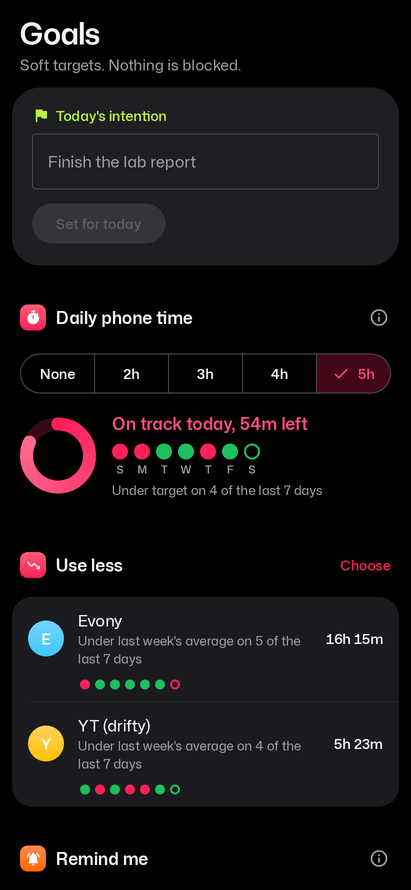 Goals
Soft targets. Nothing is blocked.
Today's intention
Finish the lab report
Set for today
Daily phone time
None 2h 3h 4h 5h
On track today, 54m left
S M T W T F S
Under target on 4 of the last 7 days
Use less Choose
E Evony
Under last week's average on 5 of the 16h 15m
last 7 days
YT (drifty)
Y Under last week's average on 4 of the 5h 23m
last 7 days
Remind me